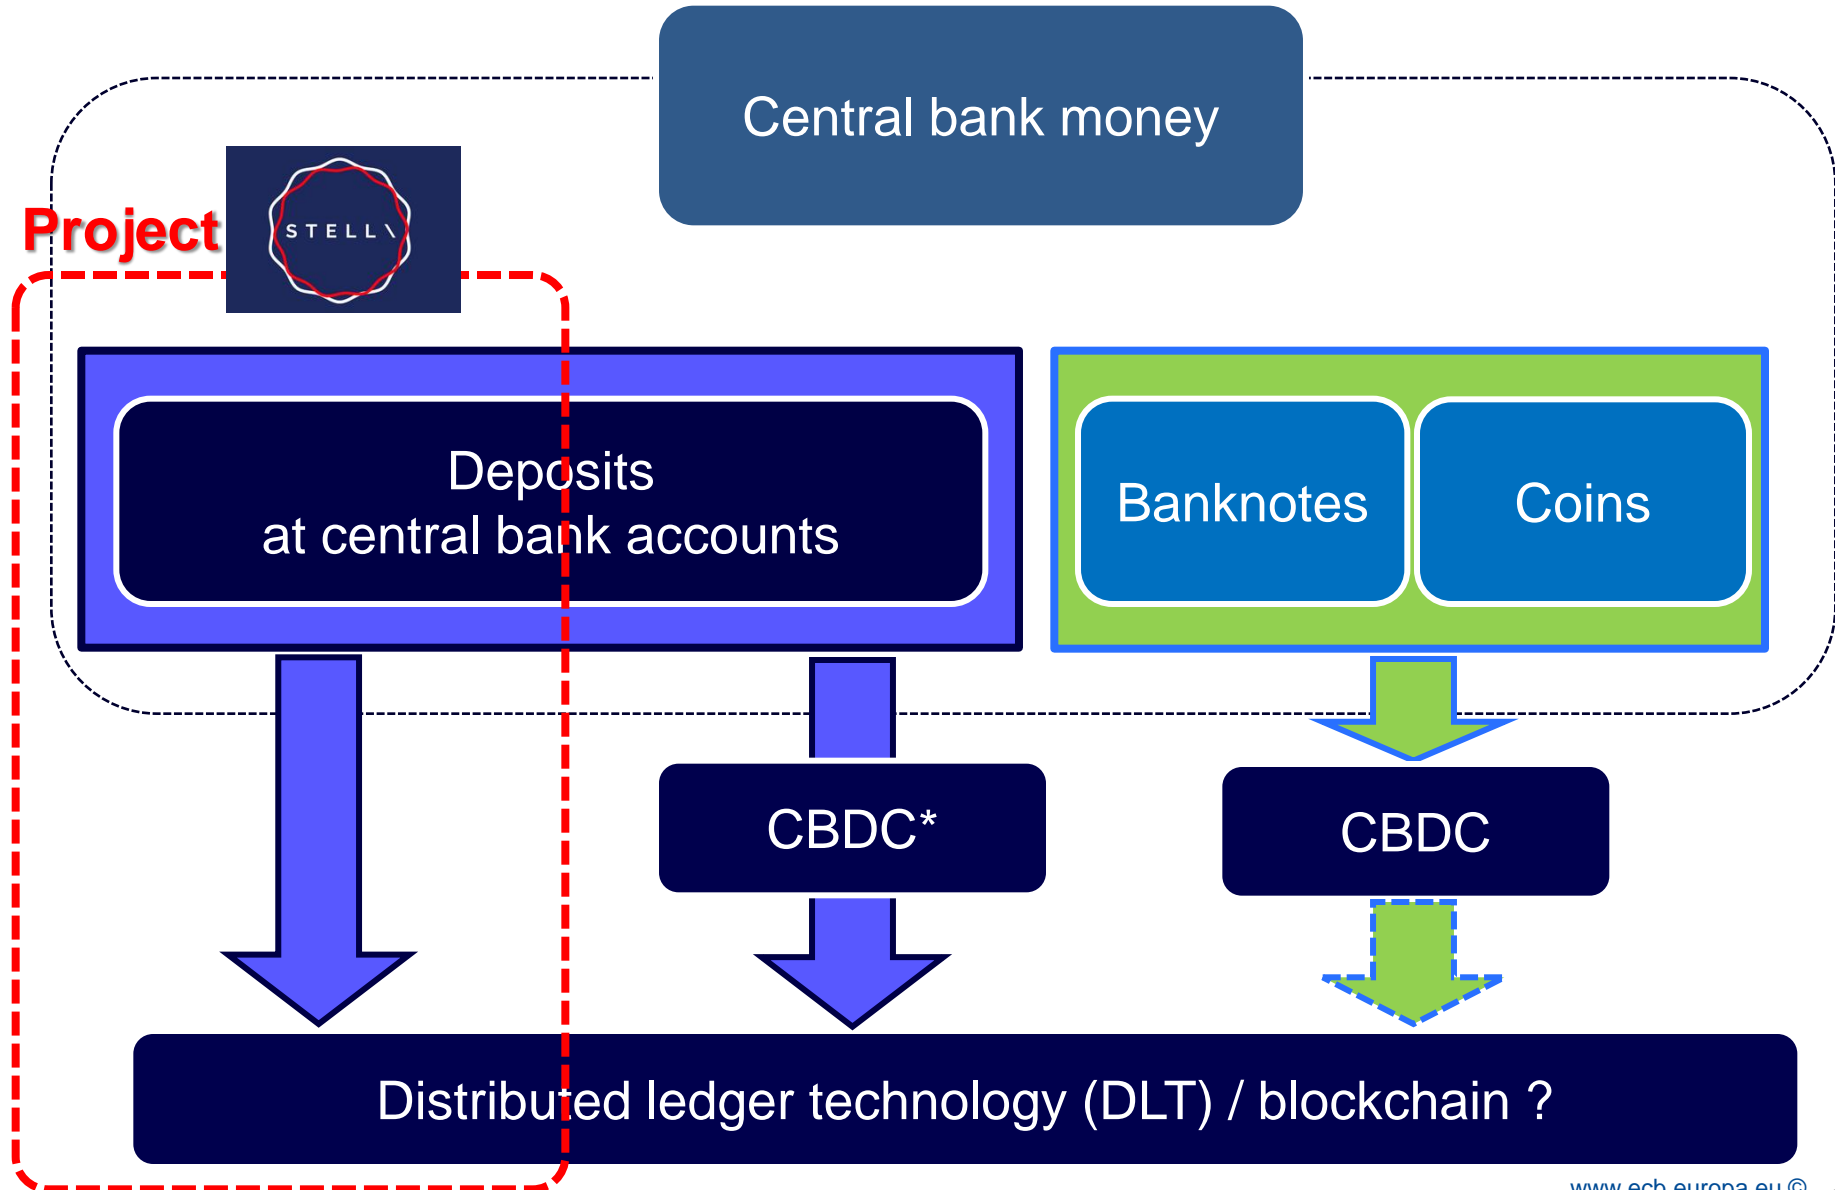 Central bank money
Project
STELLA
Deposits
at central bank accounts
Banknotes
Coins
CBDC*
CBDC
Distributed ledger technology (DLT) / blockchain ?
www.ecb.europa.eu ©